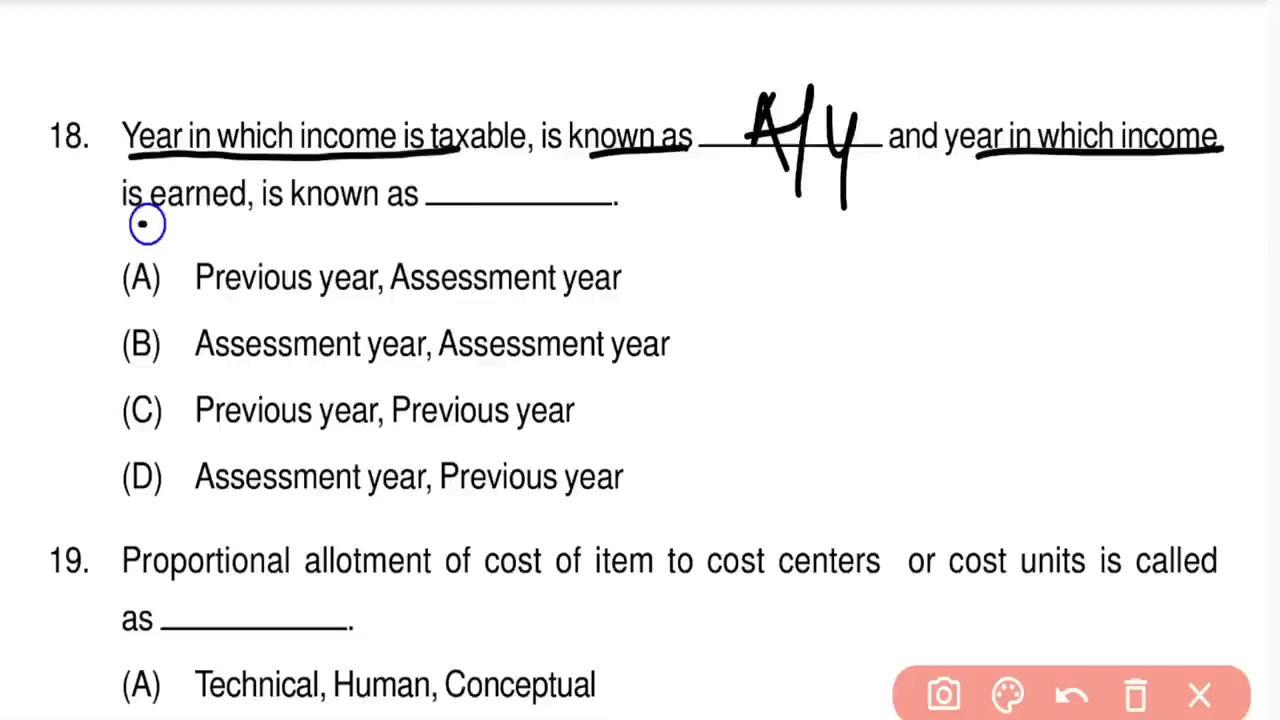 18. Year in which income is taxable, is known as A/Y and year in which income
is earned, is known as ____________.
(A) Previous year, Assessment year
(B) Assessment year, Assessment year
(C) Previous year, Previous year
(D) Assessment year, Previous year
19. Proportional allotment of cost of item to cost centers or cost units is called
as ____________.
(A) Technical, Human, Conceptual